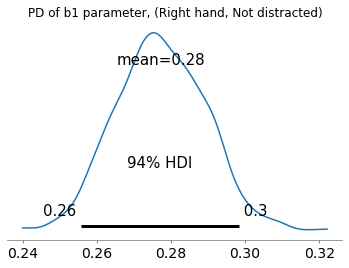 PD of b1 parameter, (Right hand, Not distracted)
mean=0.28
94% HDI
0.26 0.3
0.24 0.26 0.28 0.30 0.32